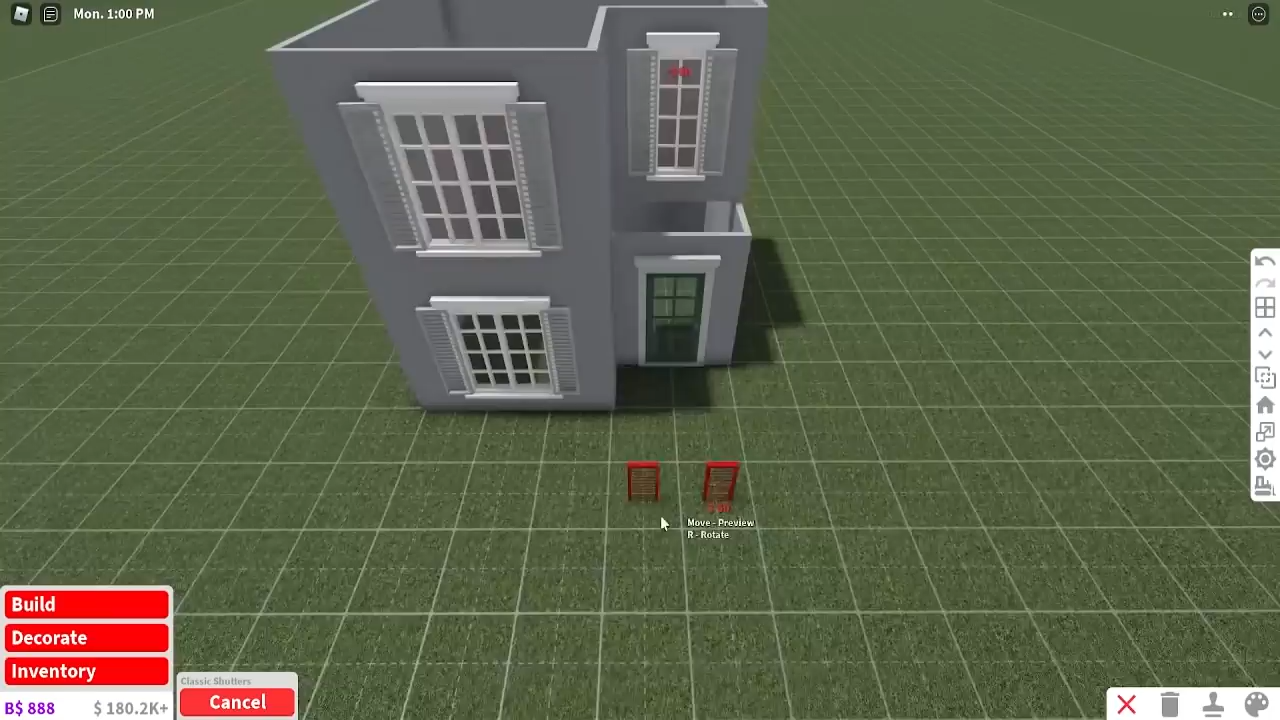 Mon. 1:00 PM
Move - Preview
R - Rotate
Build
Decorate
Inventory
Classic Shutters
Cancel
B$ 888
$ 180.2K+